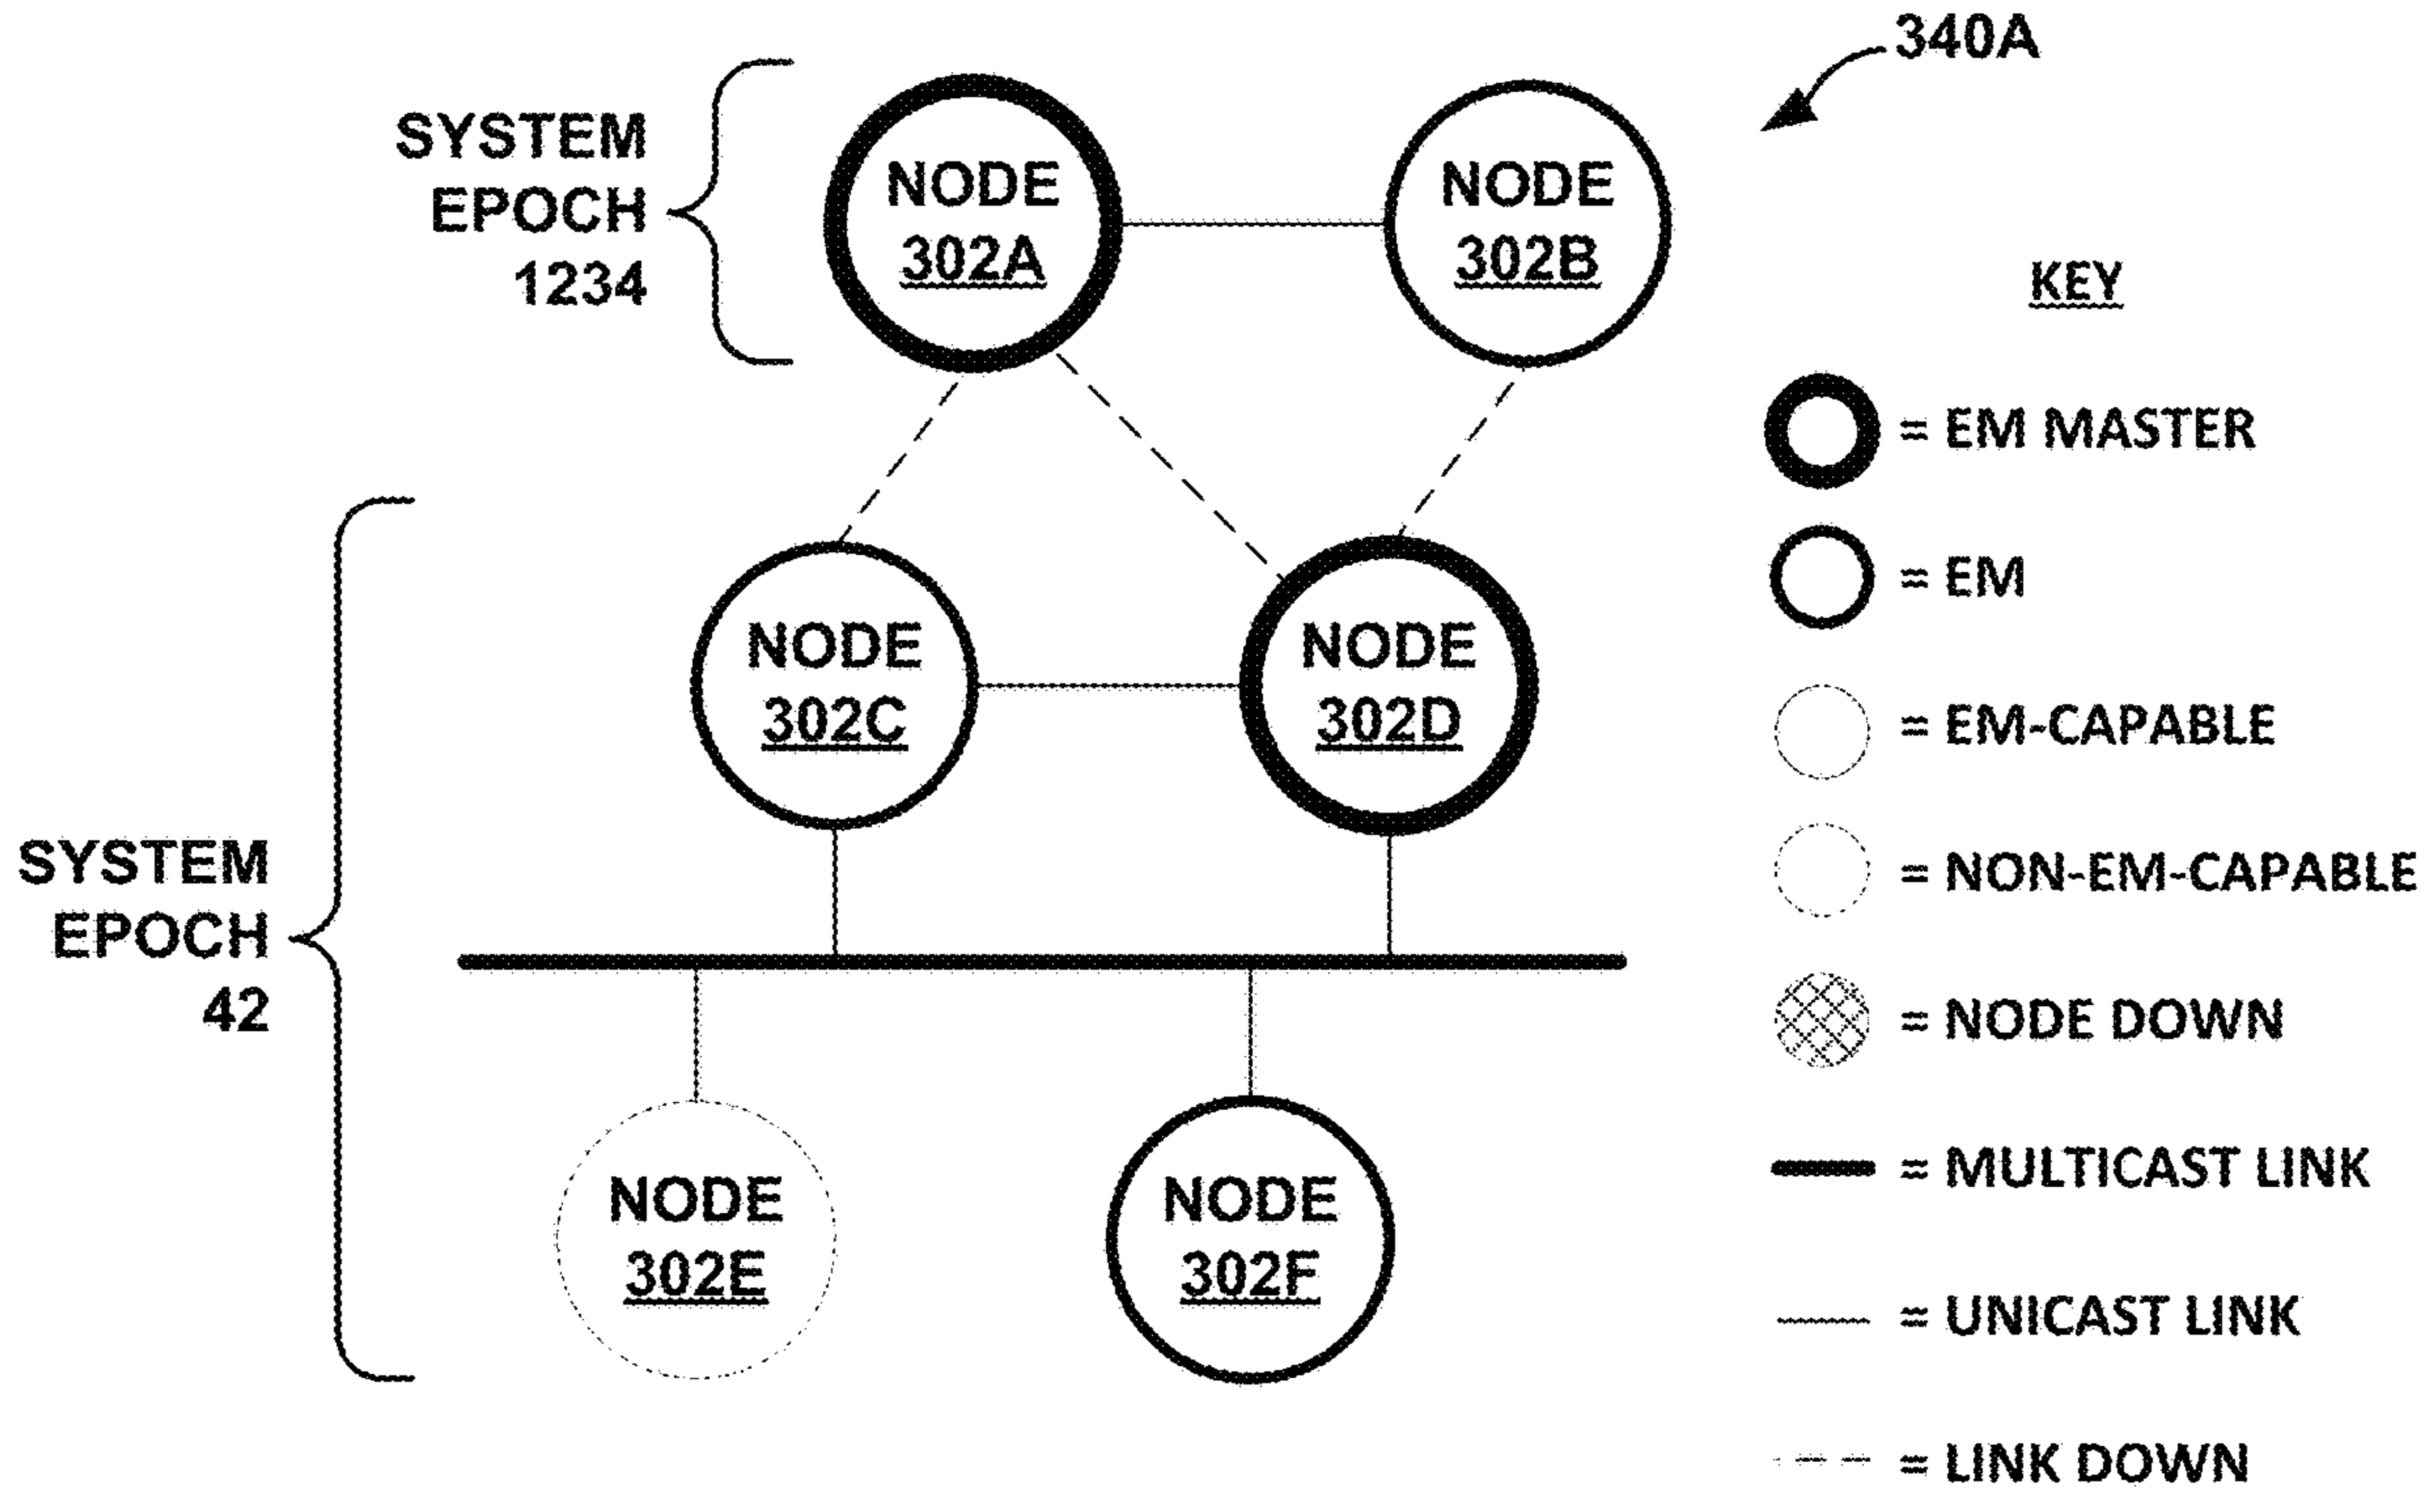 340A
SYSTEM
EPOCH
1234
NODE
302A
NODE
302B
KEY
= EM MASTER
= EM
= EM-CAPABLE
= NON-EM-CAPABLE
= NODE DOWN
= MULTICAST LINK
= UNICAST LINK
= LINK DOWN
NODE
302C
NODE
302D
SYSTEM
EPOCH
42
NODE
302E
NODE
302F